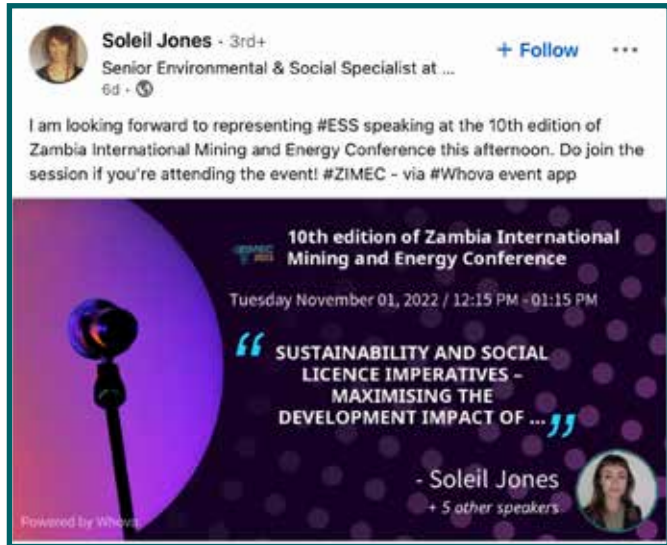 Soleil Jones · 3rd+
+ Follow
Senior Environmental & Social Specialist at ...
6d ·
I am looking forward to representing #ESS speaking at the 10th edition of
Zambia International Mining and Energy Conference this afternoon. Do join the
session if you're attending the event! #ZIMEC - via #Whova event app
10th edition of Zambia International
ZIMEC
Mining and Energy Conference
Tuesday November 01, 2022 / 12:15 PM - 01:15 PM
“ SUSTAINABILITY AND SOCIAL
LICENCE IMPERATIVES –
MAXIMISING THE
DEVELOPMENT IMPACT OF ... ”
- Soleil Jones
+ 5 other speakers
Powered by Whova